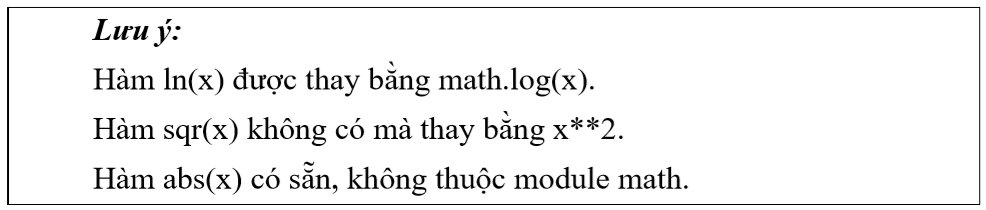 Lưu ý:
Hàm ln(x) được thay bằng math.log(x).
Hàm sqr(x) không có mà thay bằng x**2.
Hàm abs(x) có sẵn, không thuộc module math.